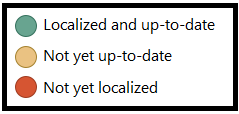 Localized and up-to-date
Not yet up-to-date
Not yet localized